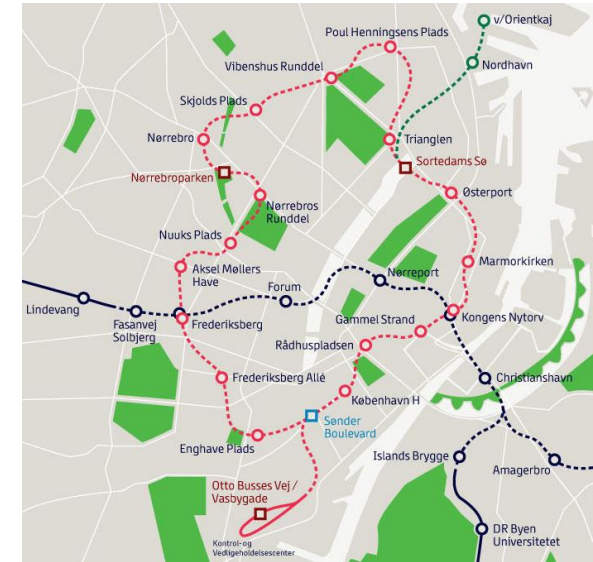 v/Orientkaj
Poul Henningsens Plads
Nordhavn
Vibenshus Runddel
Skjolds Plads
Nørrebro
Trianglen
Sortedams Sø
Nørrebroparken
Østerport
Nørrebros
Runddel
Nuuks Plads
Marmorkirken
Aksel Møllers
Have
Nørreport
Forum
Lindevang
Fasanvej
Solbjerg
Frederiksberg
Gammel Strand
Kongens Nytorv
Rådhuspladsen
Frederiksberg Allé
Christianshavn
København H
Sønder
Boulevard
Enghave Plads
Islands Brygge
Amagerbro
Otto Busses Vej /
Vasbygade
DR Byen
Universitetet
Kontrol- og
Vedligeholdelsescenter